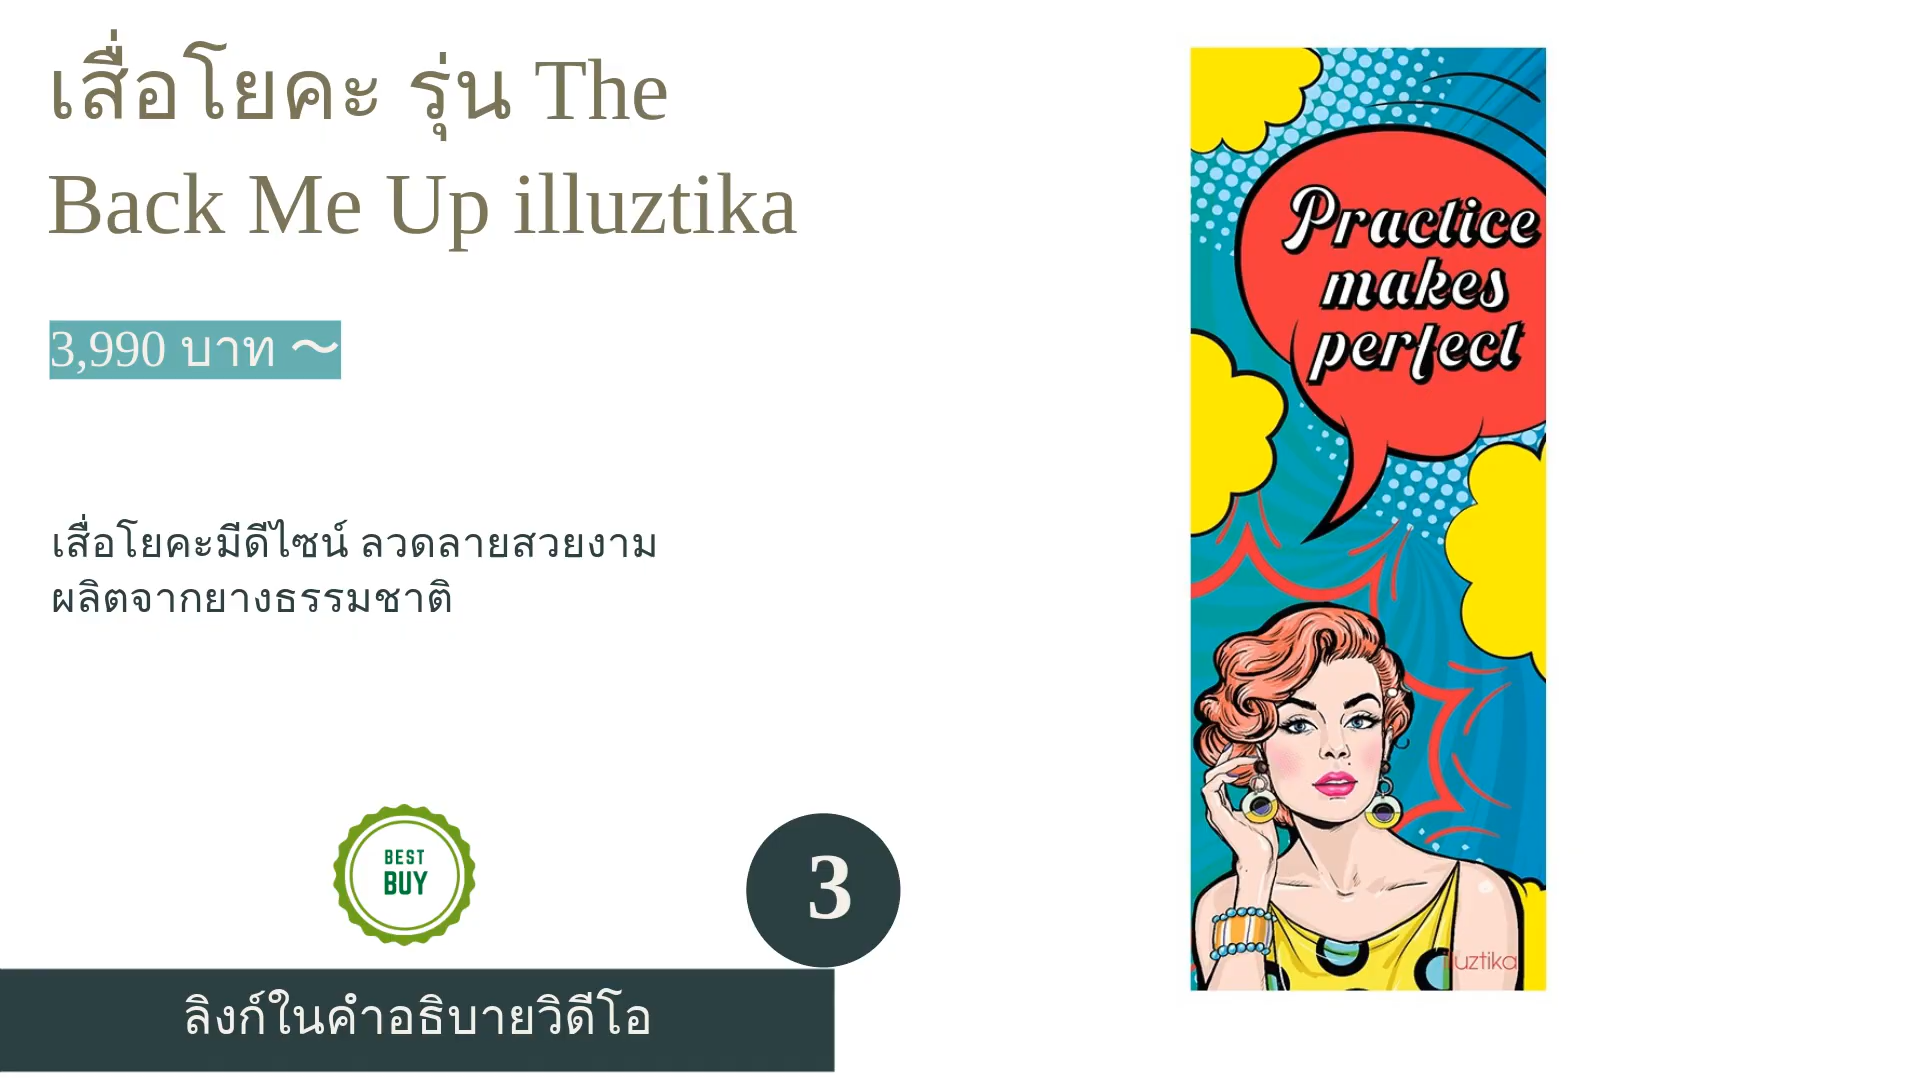 เสื่อโยคะ รุ่น The
Back Me Up illuztika
3,990 บาท ～
เสื่อโยคะมีดีไซน์ ลวดลายสวยงาม
ผลิตจากยางธรรมชาติ
BEST
BUY
3
ลิงก์ในคำอธิบายวิดีโอ
Practice
makes
perfect
illuztika